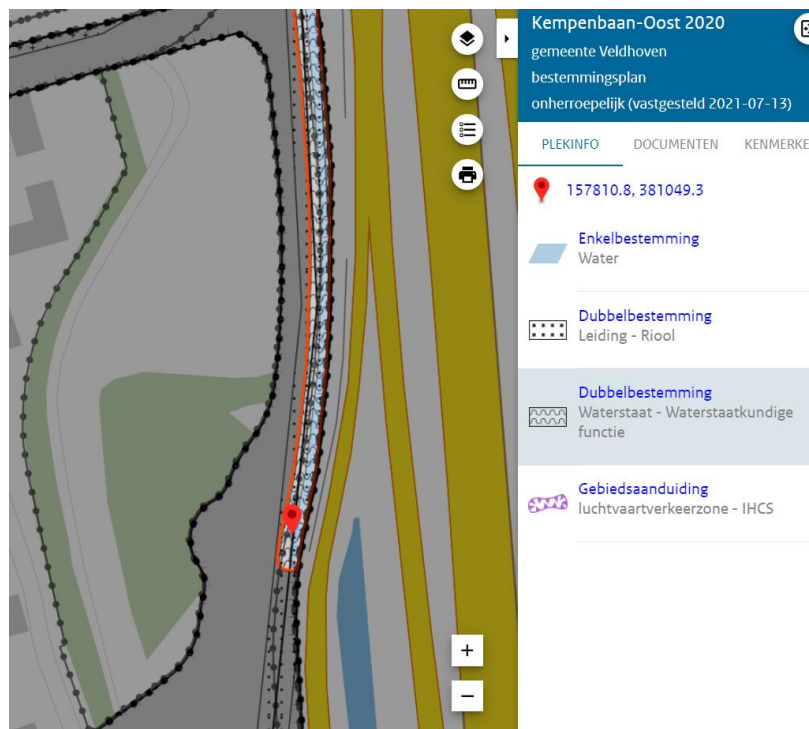 Kempenbaan-Oost 2020
gemeente Veldhoven
bestemmingsplan
onherroepelijk (vastgesteld 2021-07-13)
PLEKINFO DOCUMENTEN KENMERKE
157810.8, 381049.3
Enkelbestemming
Water
Dubbelbestemming
Leiding - Riool
Dubbelbestemming
Waterstaat - Waterstaatkundige
functie
Gebiedsaanduiding
luchtvaartverkeerzone - IHCS
+
−